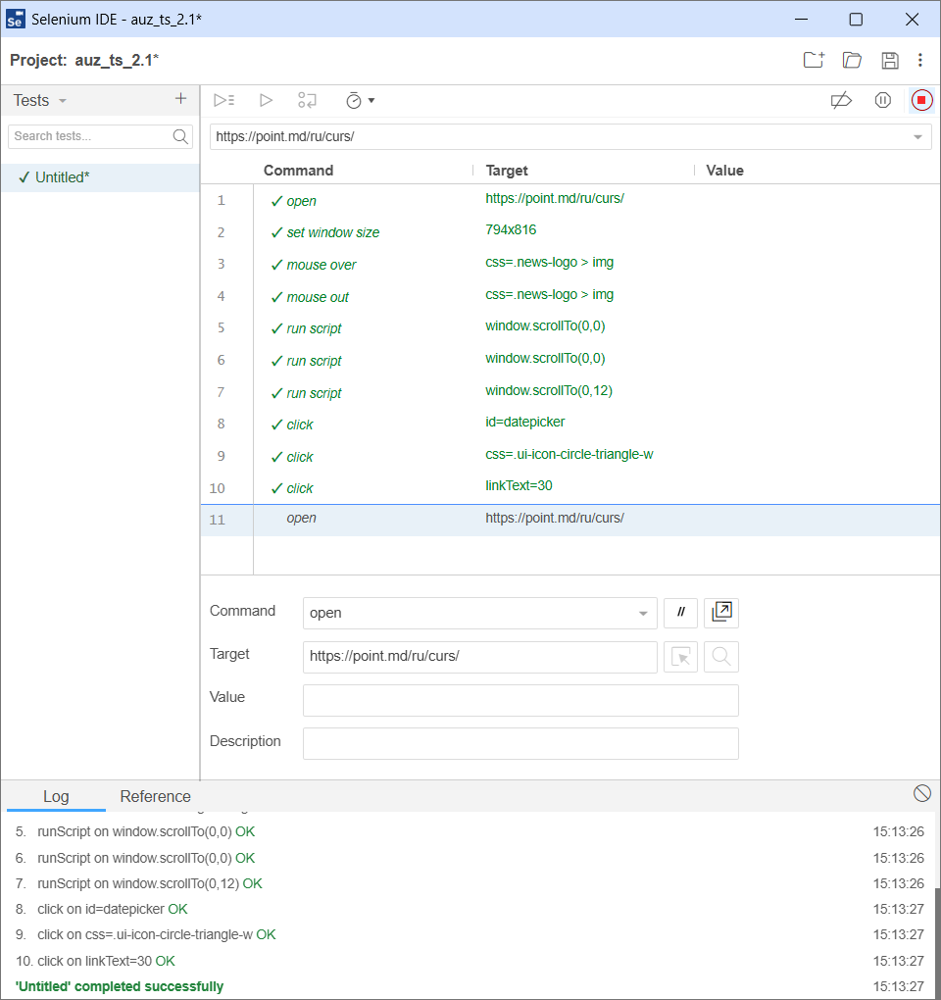 Selenium IDE - auz_ts_2.1*
Project: auz_ts_2.1*
Tests
Search tests...
Untitled*
https://point.md/ru/curs/
Command Target Value
1 open https://point.md/ru/curs/
2 set window size 794x816
3 mouse over css=.news-logo > img
4 mouse out css=.news-logo > img
5 run script window.scrollTo(0,0)
6 run script window.scrollTo(0,0)
7 run script window.scrollTo(0,12)
8 click id=datepicker
9 click css=.ui-icon-circle-triangle-w
10 click linkText=30
11 open https://point.md/ru/curs/
Command open //
Target https://point.md/ru/curs/
Value
Description
Log Reference
5. runScript on window.scrollTo(0,0) OK 15:13:26
6. runScript on window.scrollTo(0,0) OK 15:13:26
7. runScript on window.scrollTo(0,12) OK 15:13:26
8. click on id=datepicker OK 15:13:27
9. click on css=.ui-icon-circle-triangle-w OK 15:13:27
10. click on linkText=30 OK 15:13:27
'Untitled' completed successfully 15:13:27